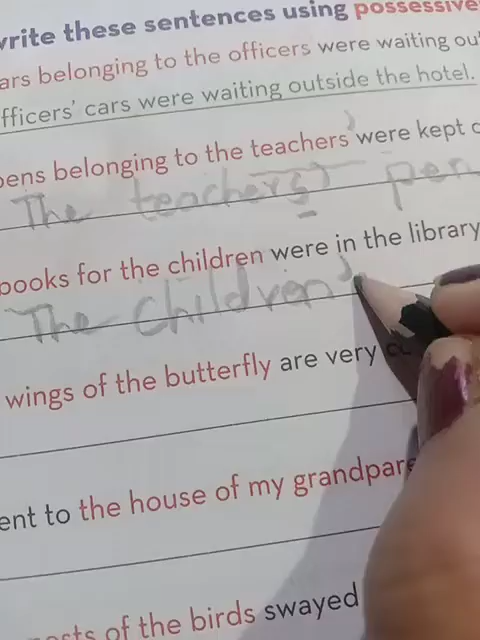 write these sentences using possessive
ars belonging to the officers were waiting ou
fficers' cars were waiting outside the hotel.
pens belonging to the teachers' were kept
The teachers' pen
books for the children were in the library
The children'
wings of the butterfly are very
ent to the house of my grandpare
ests of the birds swayed